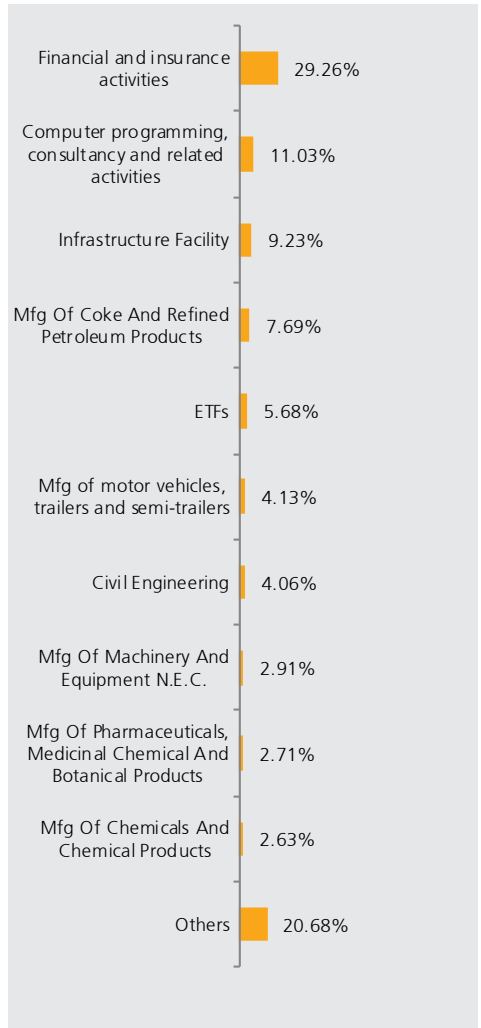 Financial and insurance
activities
29.26%
Computer programming,
consultancy and related
activities
11.03%
Infrastructure Facility
9.23%
Mfg Of Coke And Refined
Petroleum Products
7.69%
ETFs
5.68%
Mfg of motor vehicles,
trailers and semi-trailers
4.13%
Civil Engineering
4.06%
Mfg Of Machinery And
Equipment N.E.C.
2.91%
Mfg Of Pharmaceuticals,
Medicinal Chemical And
Botanical Products
2.71%
Mfg Of Chemicals And
Chemical Products
2.63%
Others
20.68%